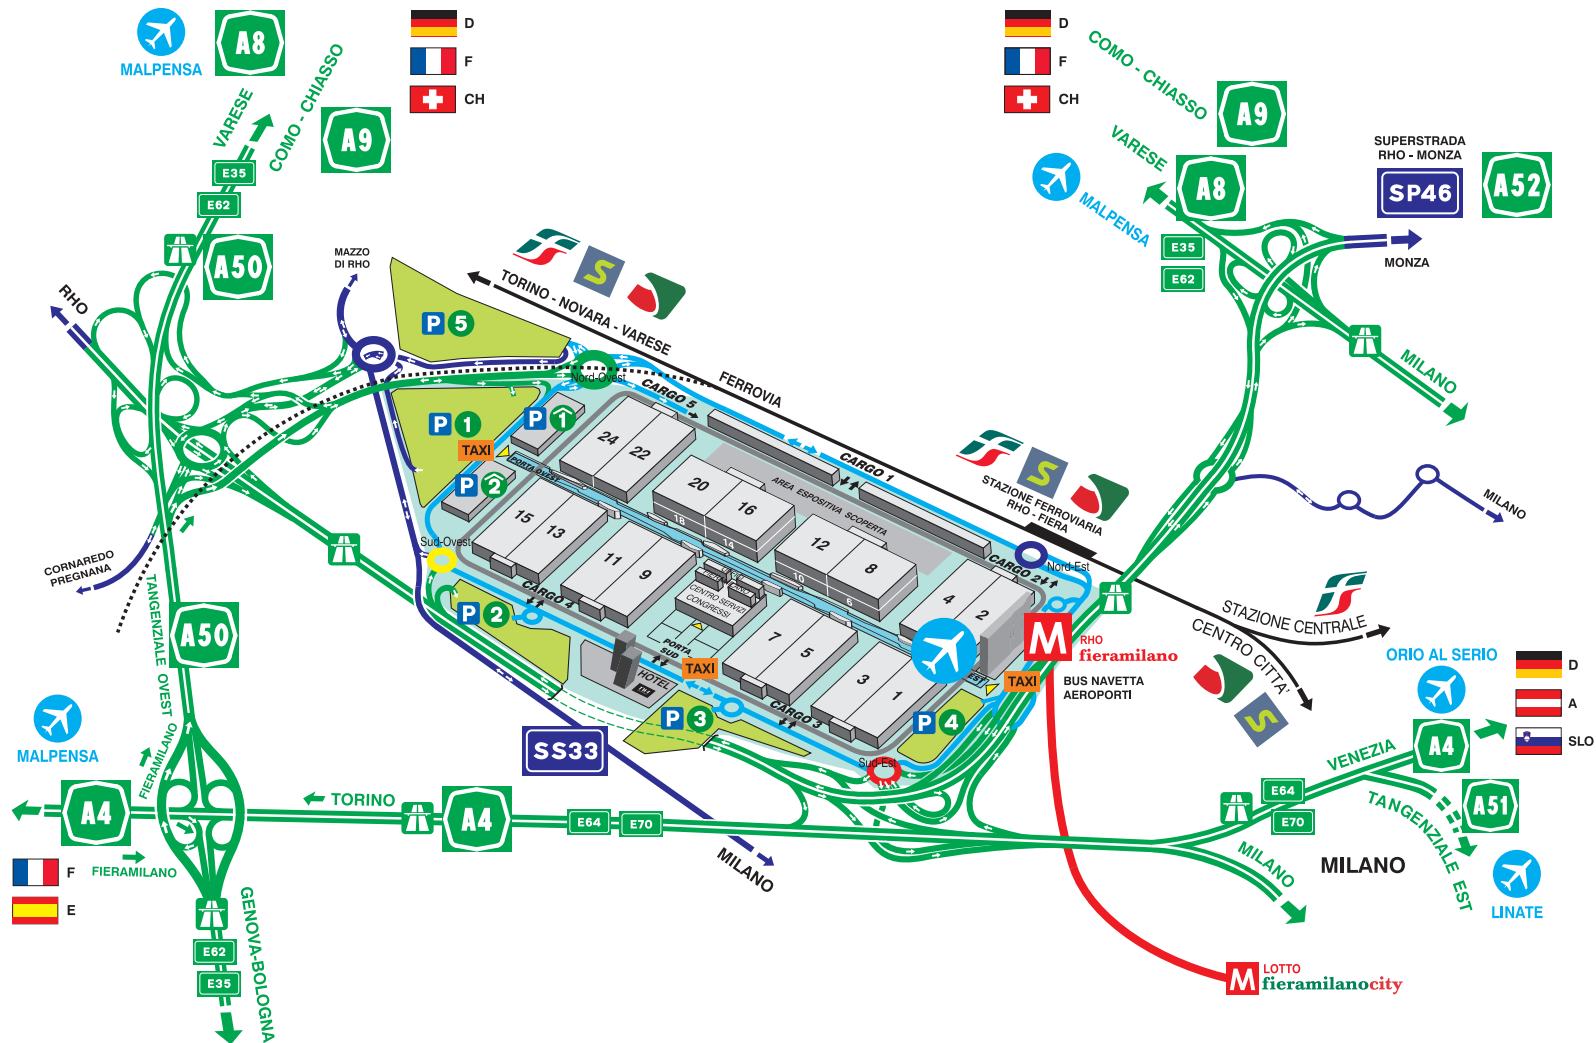 MALPENSA
A8
D
F
CH
VARESE
COMO - CHIASSO
A9
E35
E62
A50
D
F
CH
COMO - CHIASSO
A9
VARESE
A8
MALPENSA
E35
E62
SUPERSTRADA
RHO - MONZA
SP46
A52
MONZA
MILANO
RHO
MAZZO
DI RHO
P 5
S
TORINO - NOVARA - VARESE
FERROVIA
Nord-Ovest
CARGO 5
P 1
P 1
TAXI
PORTA OVEST
P 2
24
22
20
16
18
14
15
13
11
9
AREA ESPOSITIVA SCOPERTA
CARGO 1
12
8
10
6
4
2
S
STAZIONE FERROVIARIA
RHO - FIERA
Nord-Est
CARGO 2
MILANO
Sud-Ovest
P 2
CARGO 4
CENTRO SERVIZI
CONGRESSI
PORTA
SUD
TAXI
HOTEL
7
5
3
1
EST
TAXI
P 3
CARGO 3
P 4
Sud-Est
M
RHO
fieramilano
BUS NAVETTA
AEROPORTI
STAZIONE CENTRALE
CENTRO CITTA'
S
CORNAREDO
PREGNANA
TANGENZIALE OVEST
A50
FIERAMILANO
MALPENSA
A4
FIERAMILANO
F
E
TORINO
A4
E64
E70
SS33
MILANO
E62
E35
GENOVA-BOLOGNA
ORIO AL SERIO
D
A
SLO
VENEZIA
A4
E64
E70
A51
TANGENZIALE EST
MILANO
MILANO
LINATE
M
LOTTO
fieramilanocity